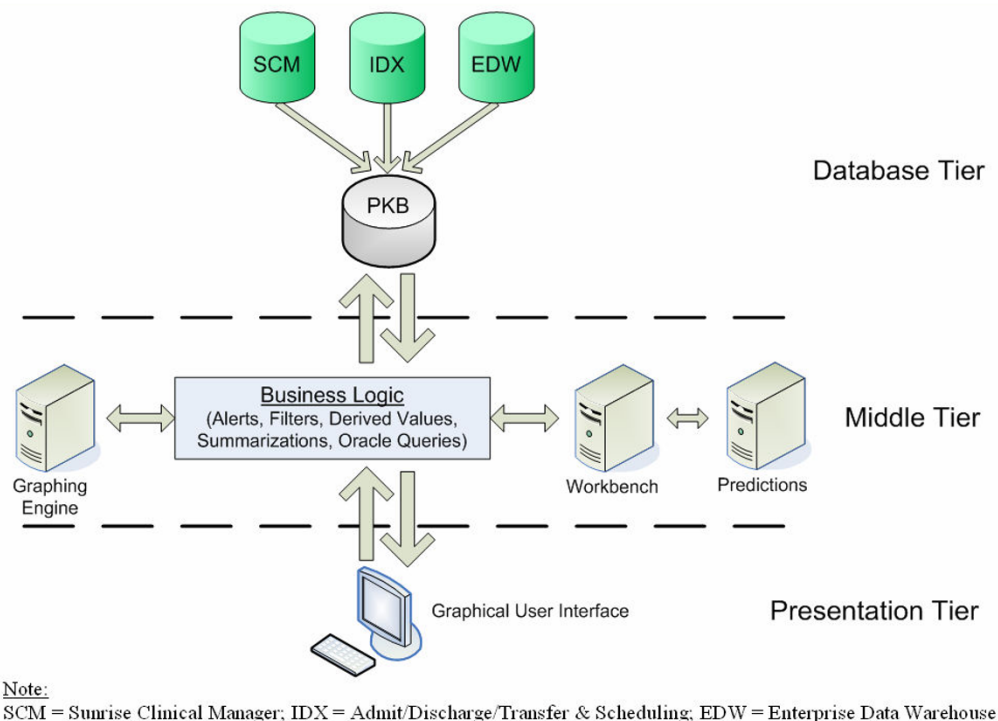 SCM
IDX
EDW
PKB
Database Tier
Business Logic
(Alerts, Filters, Derived Values,
Summarizations, Oracle Queries)
Graphing
Engine
Workbench
Predictions
Middle Tier
Graphical User Interface
Presentation Tier
Note:
SCM = Sunrise Clinical Manager; IDX = Admit/Discharge/Transfer & Scheduling; EDW = Enterprise Data Warehouse